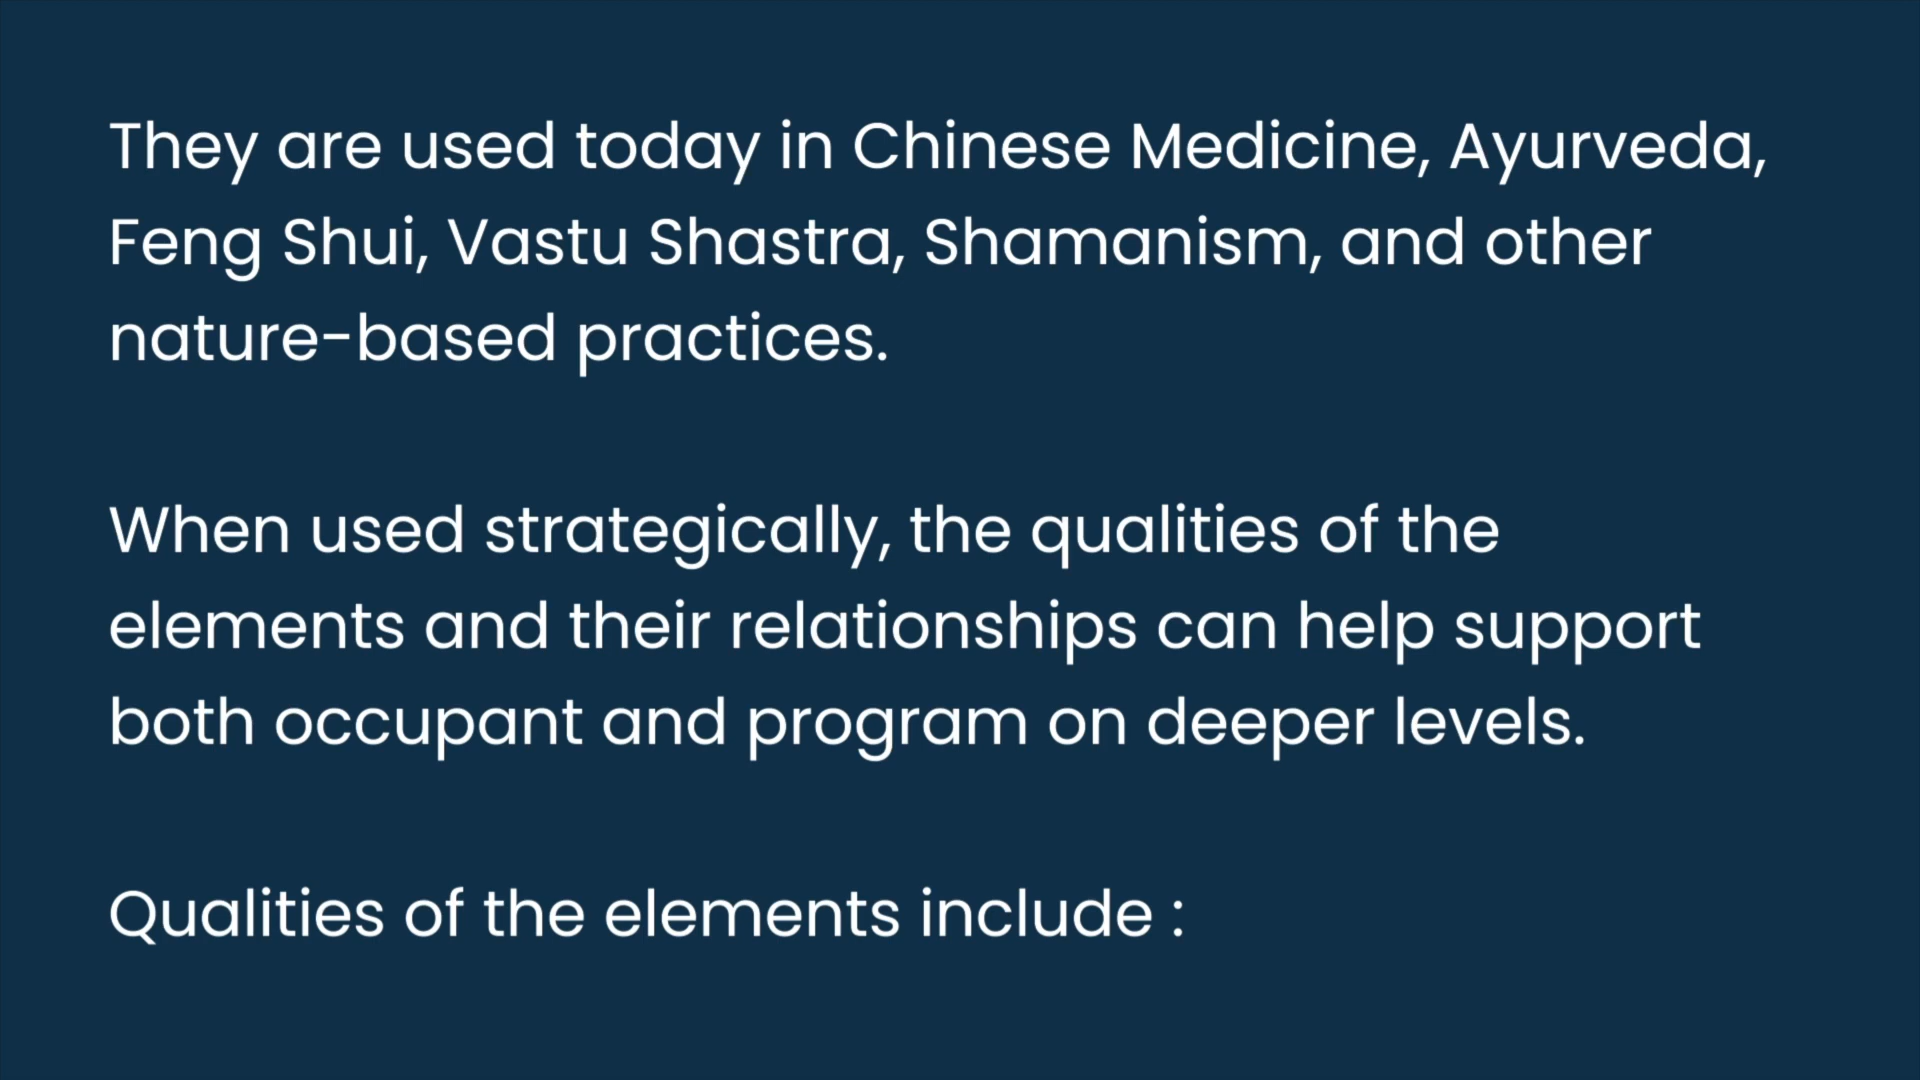 They are used today in Chinese Medicine, Ayurveda,
Feng Shui, Vastu Shastra, Shamanism, and other
nature-based practices.
When used strategically, the qualities of the
elements and their relationships can help support
both occupant and program on deeper levels.
Qualities of the elements include :